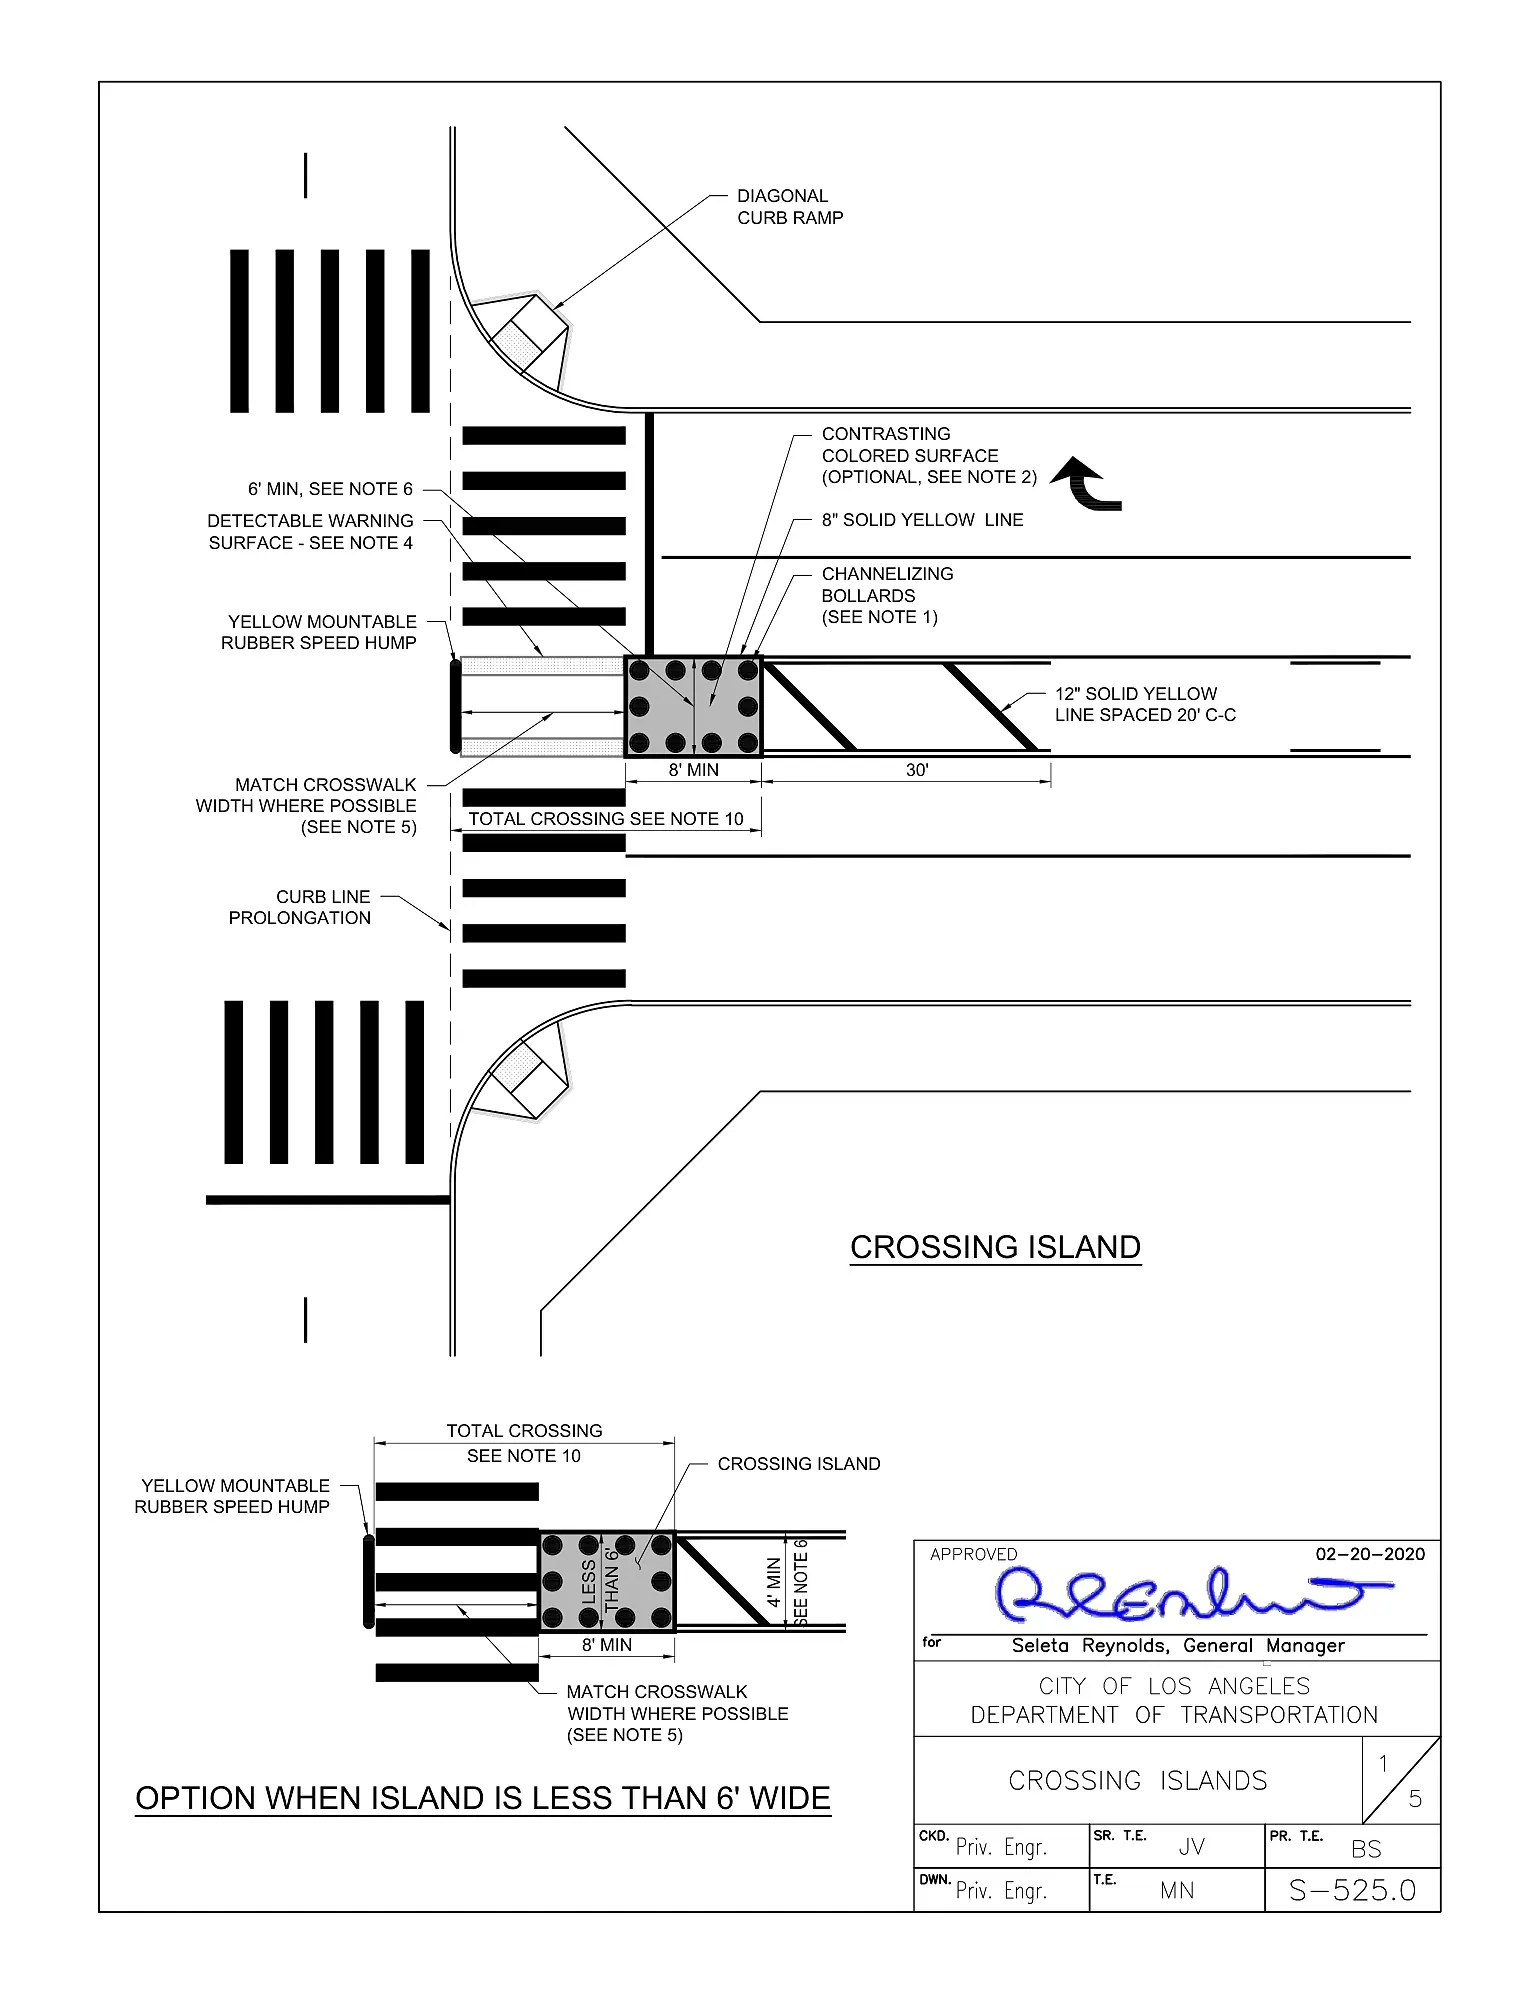 DIAGONAL
CURB RAMP
CONTRASTING
COLORED SURFACE
(OPTIONAL, SEE NOTE 2)
6' MIN, SEE NOTE 6
DETECTABLE WARNING
SURFACE - SEE NOTE 4
8" SOLID YELLOW LINE
CHANNELIZING
BOLLARDS
(SEE NOTE 1)
YELLOW MOUNTABLE
RUBBER SPEED HUMP
12" SOLID YELLOW
LINE SPACED 20' C-C
8' MIN
30'
MATCH CROSSWALK
WIDTH WHERE POSSIBLE
(SEE NOTE 5)
TOTAL CROSSING SEE NOTE 10
CURB LINE
PROLONGATION
CROSSING ISLAND
TOTAL CROSSING
SEE NOTE 10
CROSSING ISLAND
YELLOW MOUNTABLE
RUBBER SPEED HUMP
LESS
THAN 6'
4' MIN
SEE NOTE 6
8' MIN
MATCH CROSSWALK
WIDTH WHERE POSSIBLE
(SEE NOTE 5)
OPTION WHEN ISLAND IS LESS THAN 6' WIDE
APPROVED 02-20-2020
for Seleta Reynolds, General Manager
CITY OF LOS ANGELES
DEPARTMENT OF TRANSPORTATION
CROSSING ISLANDS 1/5
CKD. Priv. Engr. SR. T.E. JV PR. T.E. BS
DWN. Priv. Engr. T.E. MN S-525.0